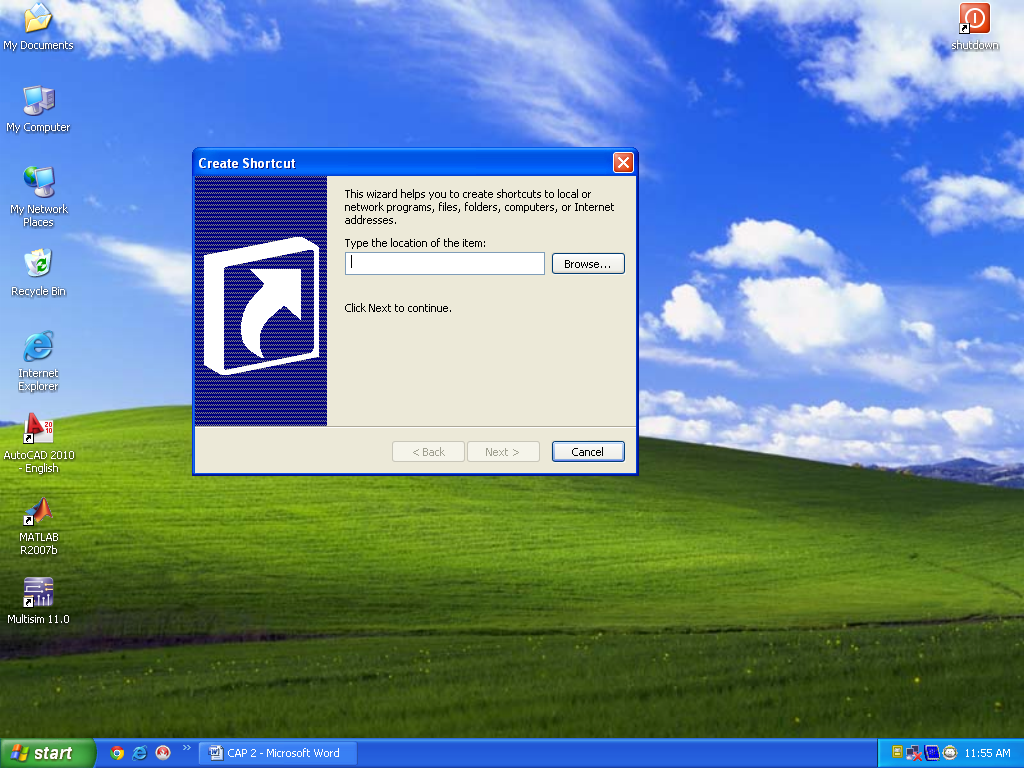 My Documents
My Computer
My Network
Places
Recycle Bin
Internet
Explorer
20
10
AutoCAD 2010
- English
MATLAB
R2007b
Multisim 11.0
shutdown
Create Shortcut
This wizard helps you to create shortcuts to local or
network programs, files, folders, computers, or Internet
addresses.
Type the location of the item:
Browse...
Click Next to continue.
< Back
Next >
Cancel
start
CAP 2 - Microsoft Word
11:55 AM